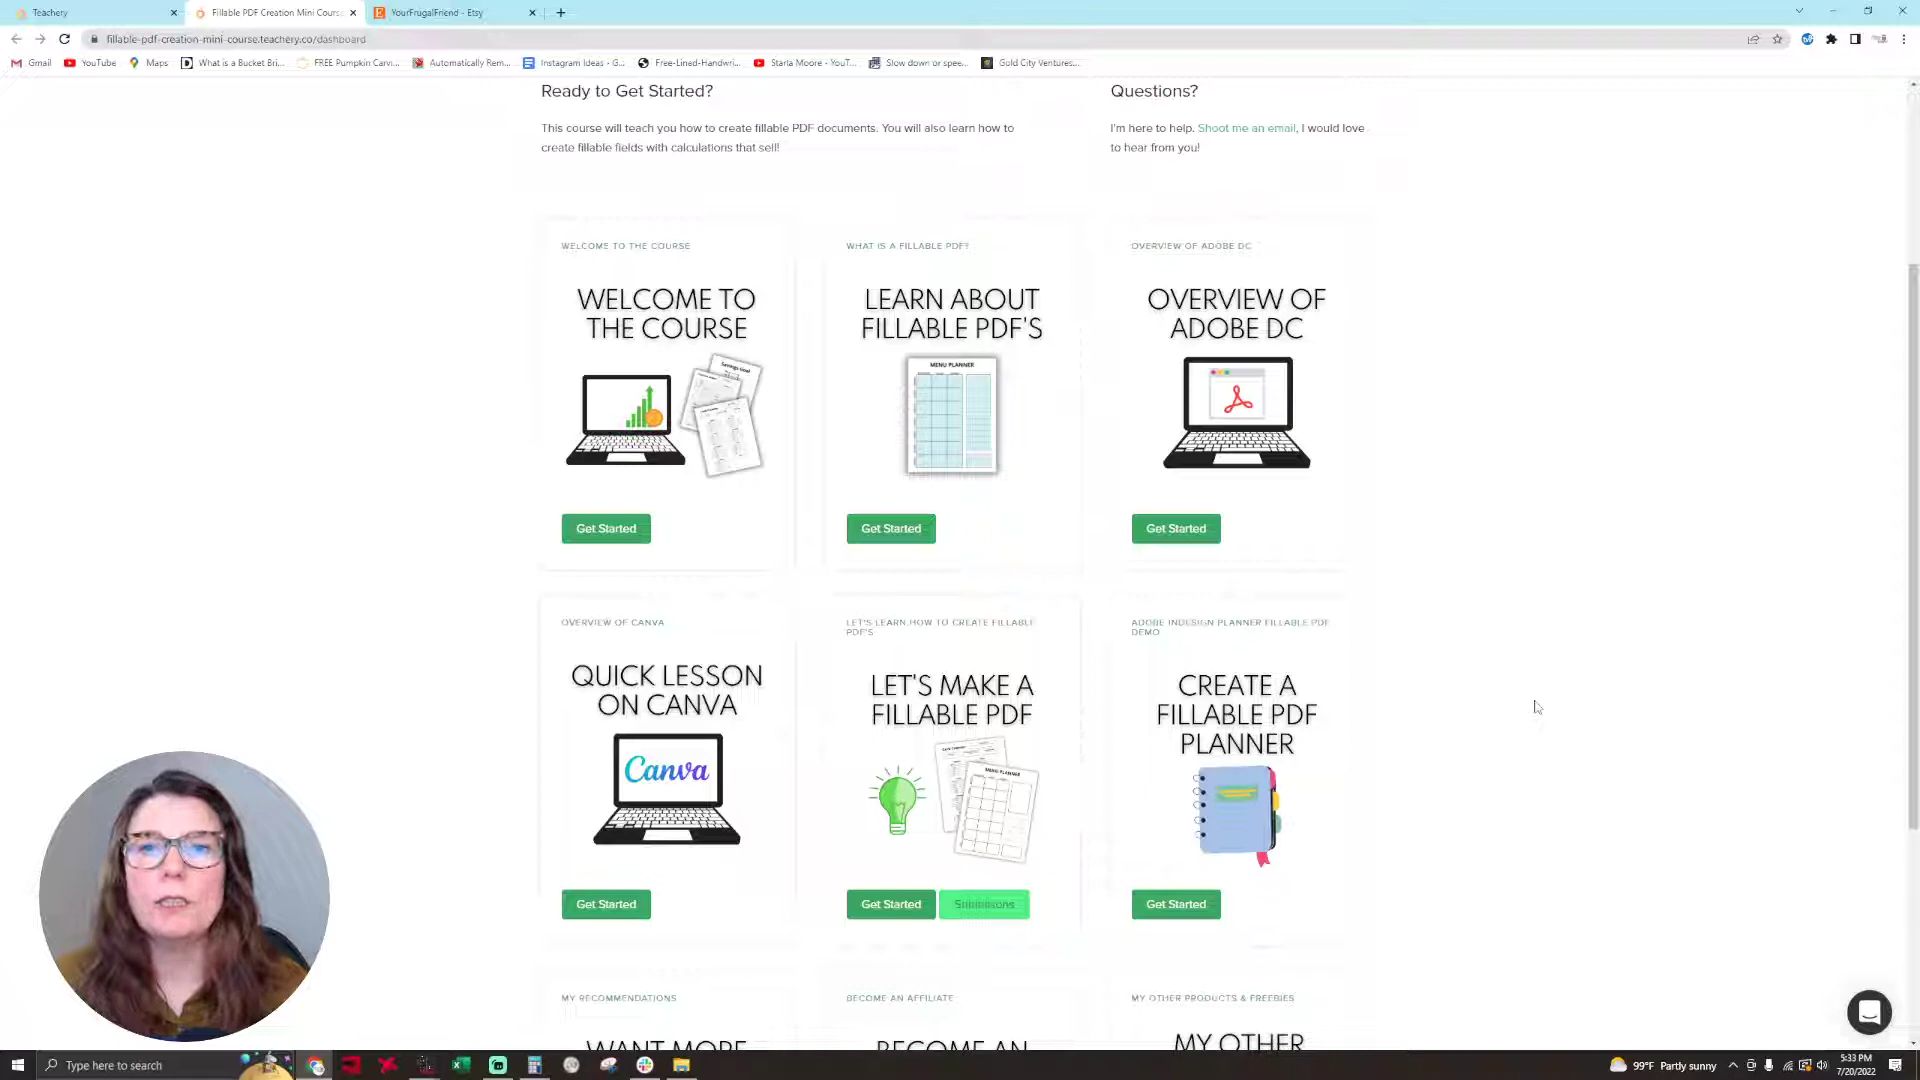 Teachery
Fillable PDF Creation Mini Cours
YourFrugalFriend - Etsy
fillable-pdf-creation-mini-course.teachery.co/dashboard
Gmail
YouTube
Maps
What is a Bucket Bri...
FREE Pumpkin Carvi...
Automatically Rem...
Instagram Ideas - G...
Free-Lined-Handwri...
Starla Moore - YouT...
Slow down or spee...
Gold City Ventures...
Ready to Get Started?
This course will teach you how to create fillable PDF documents. You will also learn how to
create fillable fields with calculations that sell!
Questions?
I'm here to help. Shoot me an email, I would love
to hear from you!
WELCOME TO THE COURSE
WELCOME TO
THE COURSE
Savings Goal
Get Started
WHAT IS A FILLABLE PDF?
LEARN ABOUT
FILLABLE PDF'S
MENU PLANNER
Get Started
OVERVIEW OF ADOBE DC
OVERVIEW OF
ADOBE DC
Get Started
OVERVIEW OF CANVA
QUICK LESSON
ON CANVA
Canva
Get Started
LET'S LEARN HOW TO CREATE FILLABLE
PDF'S
LET'S MAKE A
FILLABLE PDF
MENU PLANNER
Get Started
ADOBE INDESIGN PLANNER FILLABLE PDF
DEMO
CREATE A
FILLABLE PDF
PLANNER
Get Started
MY RECOMMENDATIONS
WANT MORE
BECOME AN AFFILIATE
BECOME AN
MY OTHER PRODUCTS & FREEBIES
MY OTHER
Type here to search
99°F Partly sunny
5:33 PM
7/20/2022